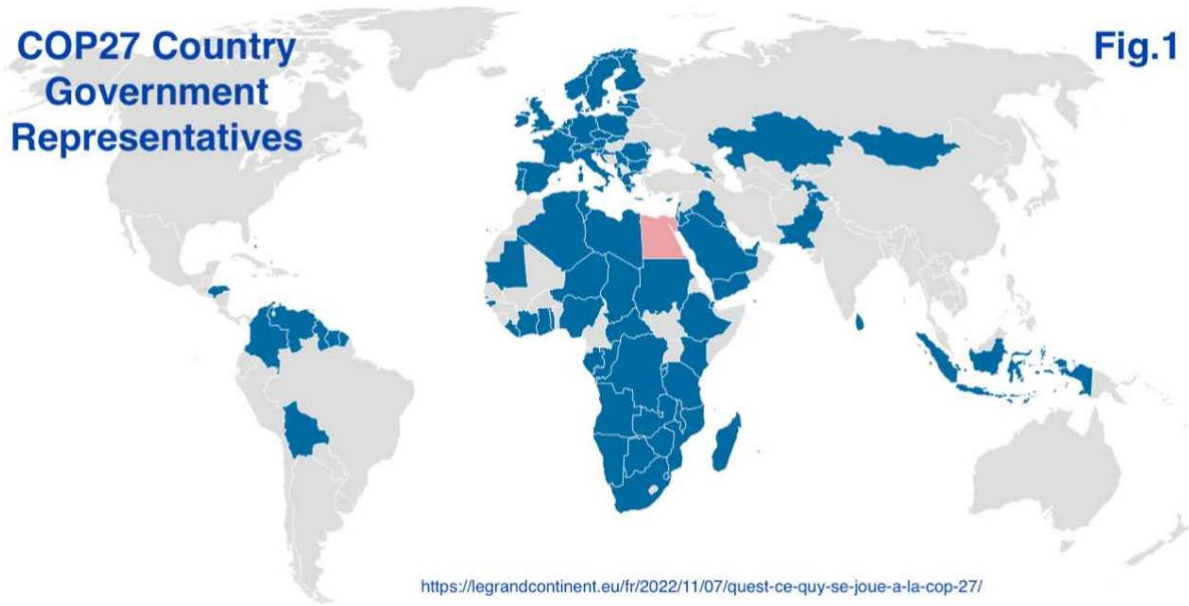 COP27 Country
Government
Representatives
Fig.1
https://legrandcontinent.eu/fr/2022/11/07/quest-ce-quy-se-joue-a-la-cop-27/